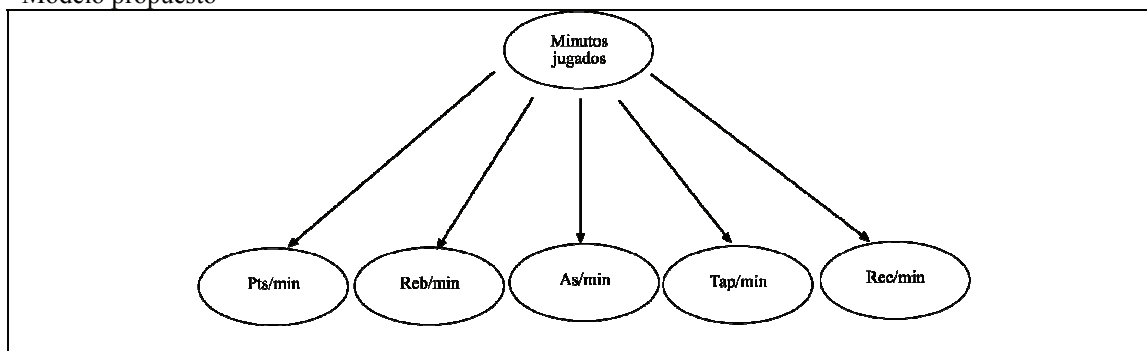 Modelo propuesto
Minutos
jugados
Pts/min
Reb/min
As/min
Tap/min
Rec/min